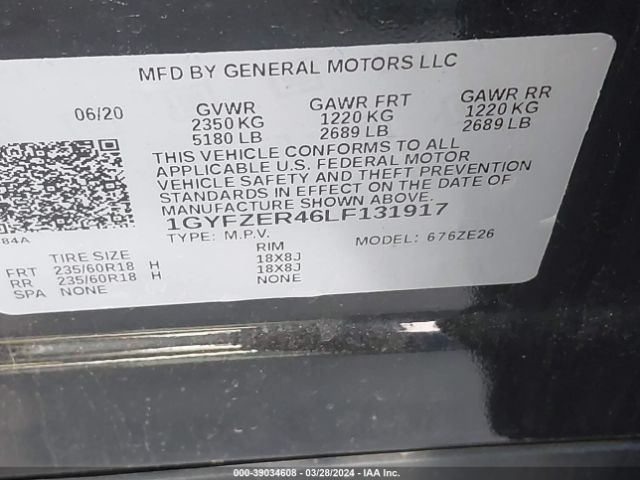 MFD BY GENERAL MOTORS LLC
06/20 GVWR GAWR FRT GAWR RR
2350 KG 1220 KG 1220 KG
5180 LB 2689 LB 2689 LB
THIS VEHICLE CONFORMS TO ALL
APPLICABLE U.S. FEDERAL MOTOR
VEHICLE SAFETY AND THEFT PREVENTION
STANDARDS IN EFFECT ON THE DATE OF
MANUFACTURE SHOWN ABOVE.
1GYFZER46LF131917
84A TYPE: M.P.V. MODEL: 676ZE26
TIRE SIZE RIM
FRT 235/60R18 H 18X8J
RR 235/60R18 H 18X8J
SPA NONE NONE
000-39034608 | 03/28/2024 | IAA Inc.